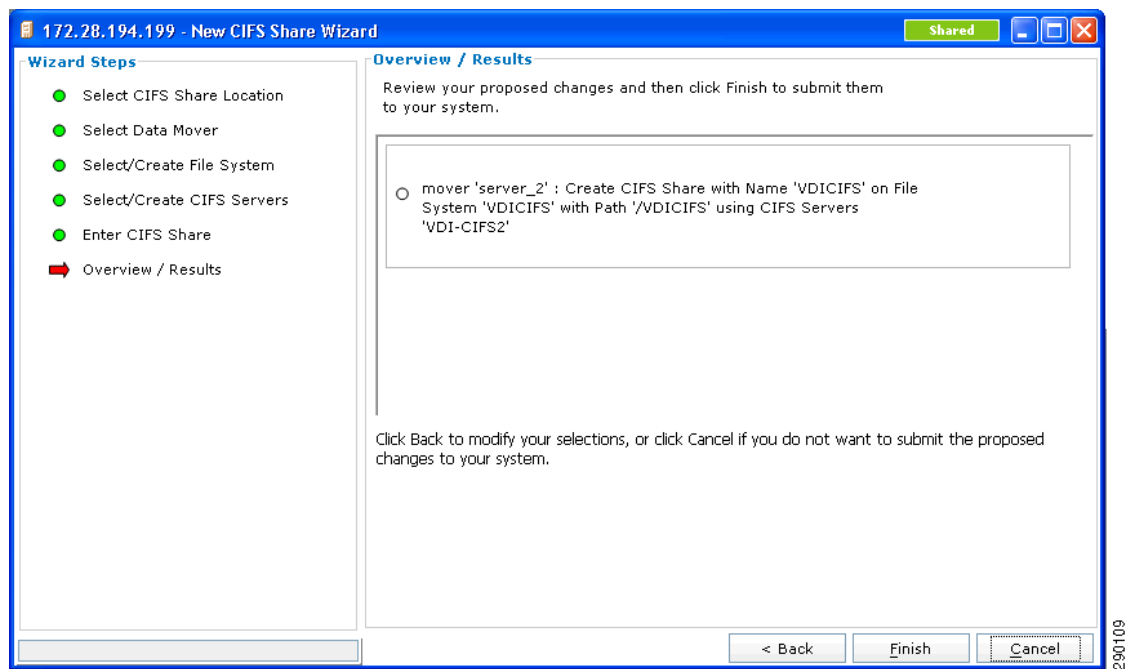 172.28.194.199 - New CIFS Share Wizard
Shared
Wizard Steps
Select CIFS Share Location
Select Data Mover
Select/Create File System
Select/Create CIFS Servers
Enter CIFS Share
Overview / Results
Overview / Results
Review your proposed changes and then click Finish to submit them
to your system.
mover 'server_2' : Create CIFS Share with Name 'VDICIFS' on File
System 'VDICIFS' with Path '/VDICIFS' using CIFS Servers
'VDI-CIFS2'
Click Back to modify your selections, or click Cancel if you do not want to submit the proposed
changes to your system.
< Back
Finish
Cancel
290109